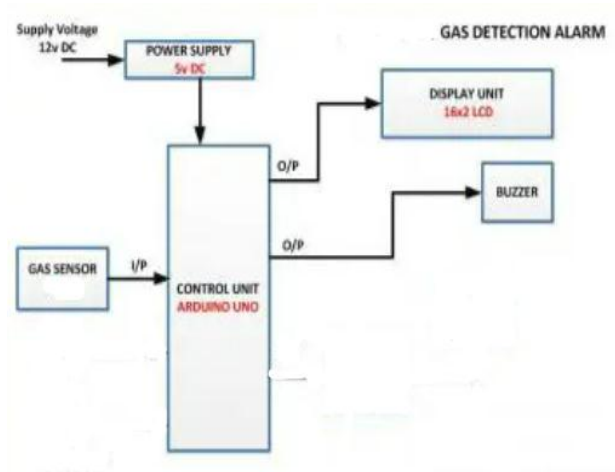 Supply Voltage
12v DC
POWER SUPPLY
5v DC
GAS DETECTION ALARM
DISPLAY UNIT
16x2 LCD
O/P
BUZZER
O/P
GAS SENSOR
I/P
CONTROL UNIT
ARDUINO UNO